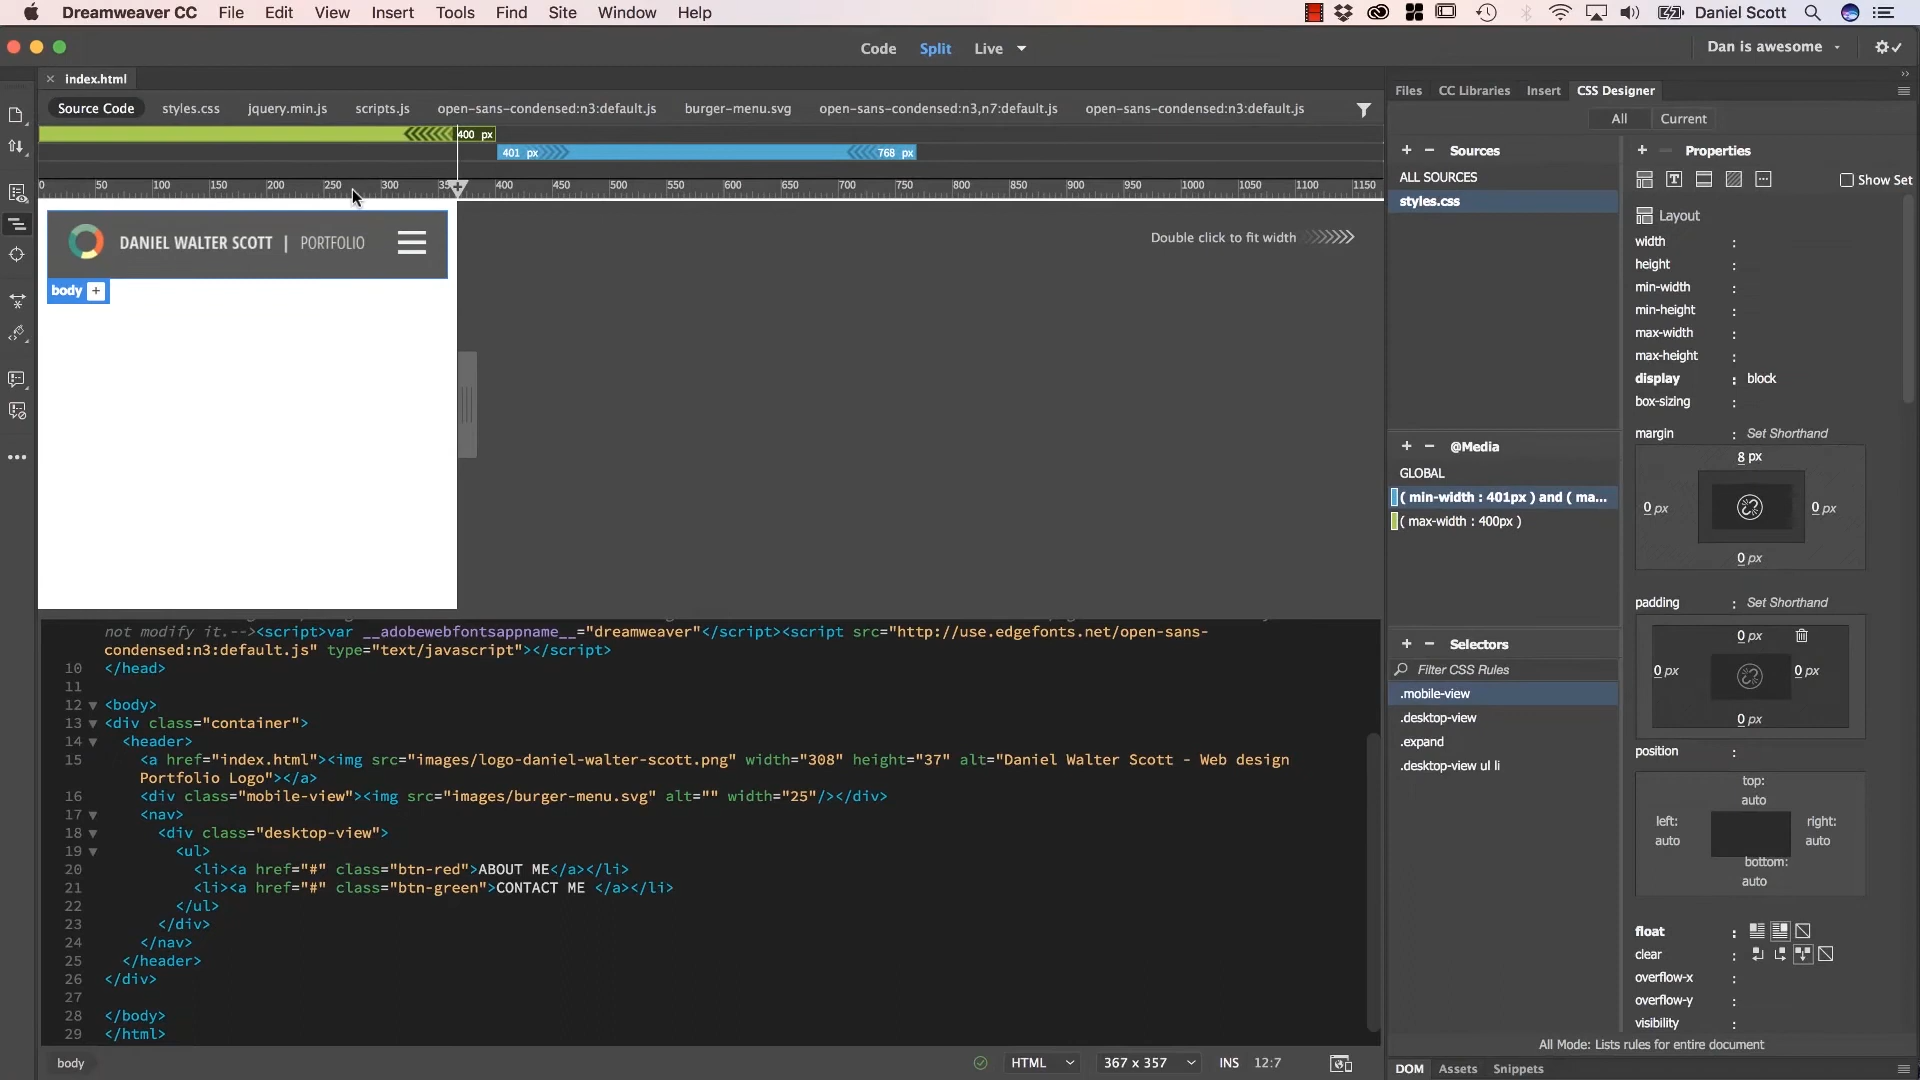 Dreamweaver CC File Edit View Insert Commands Tools Find Site Window Help Daniel Scott
Code Split Live Dan is awesome
index.html
Source Code styles.css jquery.min.js scripts.js open-sans-condensed:n3:default.js burger-menu.svg open-sans-condensed:n3,n7:default.js open-sans-condensed:n3:default.js
400 px
401 px 768 px
0 50 100 150 200 250 300 400 450 500 550 600 650 700 750 800 850 900 950 1000 1050 1100 1150
DANIEL WALTER SCOTT | PORTFOLIO
Double click to fit width
body +
not modify it.--><script>var __adobewebfontsappname__="dreamweaver"</script><script src="http://use.edgefonts.net/open-sans-
condensed:n3:default.js" type="text/javascript"></script>
10 </head>
11
12 <body>
13 <div class="container">
14 <header>
15 <a href="index.html"><img src="images/logo-daniel-walter-scott.png" width="308" height="37" alt="Daniel Walter Scott - Web design
Portfolio Logo"></a>
16 <div class="mobile-view"><img src="images/burger-menu.svg" alt="" width="25"/></div>
17 <nav>
18 <div class="desktop-view">
19 <ul>
20 <li><a href="#" class="btn-red">ABOUT ME</a></li>
21 <li><a href="#" class="btn-green">CONTACT ME </a></li>
22 </ul>
23 </div>
24 </nav>
25 </header>
26 </div>
27
28 </body>
29 </html>
body HTML 367 x 357 INS 12:7
Files CC Libraries Insert CSS Designer
All Current
+ - Sources
ALL SOURCES
styles.css
+ - @Media
GLOBAL
( min-width : 401px ) and ( ma...
( max-width : 400px )
+ - Selectors
Filter CSS Rules
.mobile-view
.desktop-view
.expand
.desktop-view ul li
+ - Properties
Show Set
Layout
width :
height :
min-width :
min-height :
max-width :
max-height :
display : block
box-sizing :
margin : Set Shorthand
8 px
0 px 0 px
0 px
padding : Set Shorthand
0 px
0 px 0 px
0 px
position :
top:
auto
left: right:
auto auto
bottom:
auto
float :
clear :
overflow-x :
overflow-y :
visibility :
All Mode: Lists rules for entire document
DOM Assets Snippets